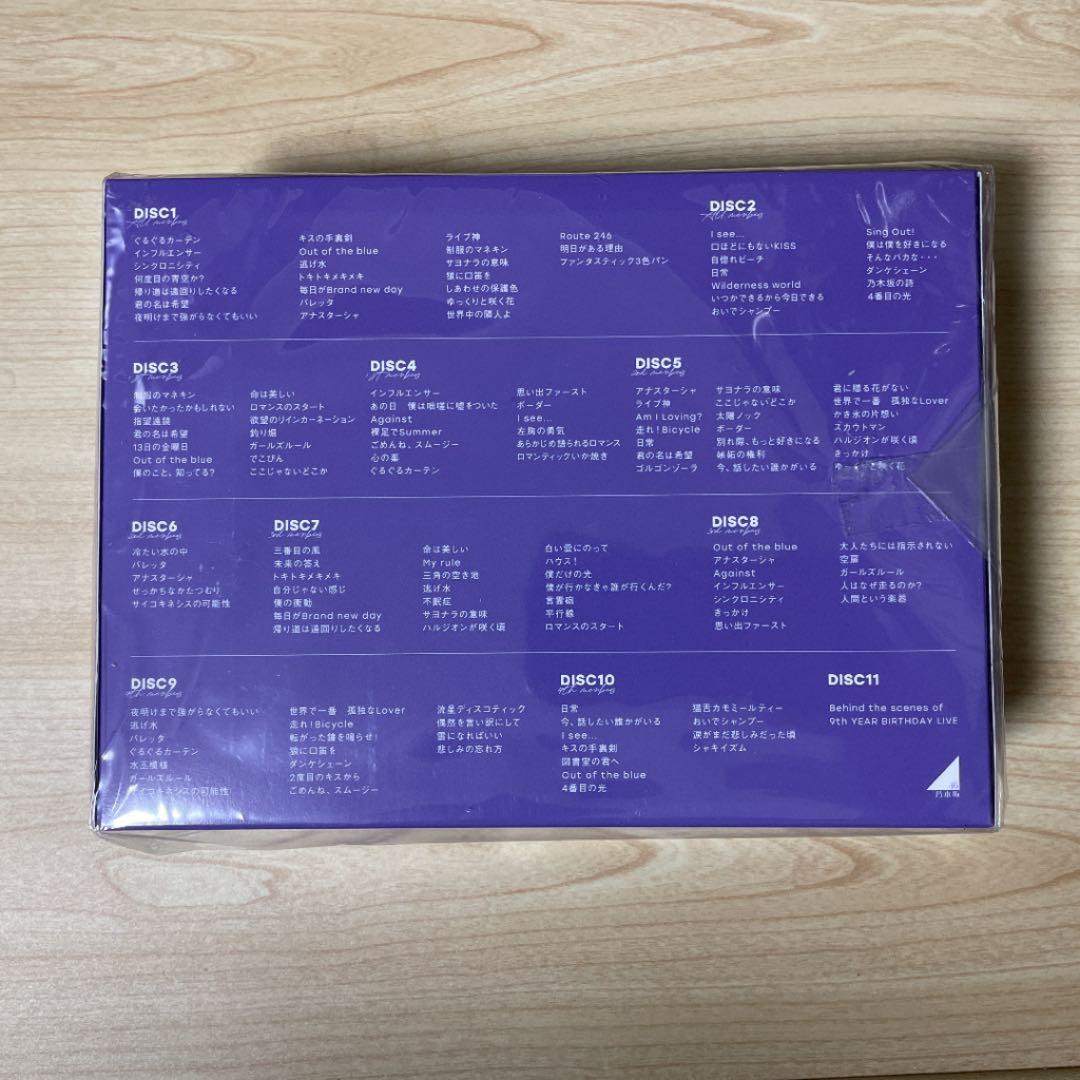 DISC1
All members
ぐるぐるカーテン
インフルエンサー
シンクロニシティ
何度目の青空か?
帰り道は遠回りしたくなる
君の名は希望
夜明けまで強がらなくてもいい
キスの手裏剣
Out of the blue
逃げ水
トキトキメキメキ
毎日がBrand new day
バレッタ
アナスターシャ
ライブ神
制服のマネキン
サヨナラの意味
狼に口笛を
しあわせの保護色
ゆっくりと咲く花
世界中の隣人よ
Route 246
明日がある理由
ファンタスティック3色パン
DISC2
All members
I see...
口ほどにもないKISS
自惚れビーチ
日常
Wilderness world
いつかできるから今日できる
おいでシャンプー
Sing Out!
僕は僕を好きになる
そんなバカな・・・
ダンケシェーン
乃木坂の詩
4番目の光
DISC3
1st members
制服のマネキン
会いたかったかもしれない
指望遠鏡
君の名は希望
13日の金曜日
Out of the blue
僕のこと、知ってる?
命は美しい
ロマンスのスタート
欲望のリインカーネーション
釣り堀
ガールズルール
でこぴん
ここじゃないどこか
DISC4
1st members
インフルエンサー
あの日 僕は咄嗟に嘘をついた
Against
裸足でSummer
ごめんね、スムージー
心の薬
ぐるぐるカーテン
思い出ファースト
ボーダー
I see...
左胸の勇気
あらかじめ語られるロマンス
ロマンティックいか焼き
DISC5
2nd members
アナスターシャ
ライブ神
Am I Loving?
走れ!Bicycle
日常
君の名は希望
ゴルゴンゾーラ
サヨナラの意味
ここじゃないどこか
太陽ノック
ボーダー
別れ際、もっと好きになる
嫉妬の権利
今、話したい誰かがいる
君に贈る花がない
世界で一番 孤独なLover
かき氷の片想い
スカウトマン
ハルジオンが咲く頃
きっかけ
ゆっくりと咲く花
DISC6
2nd members
冷たい水の中
バレッタ
アナスターシャ
せっかちなかたつむり
サイコキネシスの可能性
DISC7
3rd members
三番目の風
未来の答え
トキトキメキメキ
自分じゃない感じ
僕の衝動
毎日がBrand new day
帰り道は遠回りしたくなる
命は美しい
My rule
三角の空き地
逃げ水
不眠症
サヨナラの意味
ハルジオンが咲く頃
白い雲にのって
ハウス!
僕だけの光
僕が行かなきゃ誰が行くんだ?
言霊砲
平行線
ロマンスのスタート
DISC8
3rd members
Out of the blue
アナスターシャ
Against
インフルエンサー
シンクロニシティ
きっかけ
思い出ファースト
大人たちには指示されない
空扉
ガールズルール
人はなぜ走るのか?
人間という楽器
DISC9
4th members
夜明けまで強がらなくてもいい
逃げ水
バレッタ
ぐるぐるカーテン
水玉模様
ガールズルール
サイコキネシスの可能性
世界で一番 孤独なLover
走れ!Bicycle
転がった鐘を鳴らせ!
狼に口笛を
ダンケシェーン
2度目のキスから
ごめんね、スムージー
流星ディスコティック
偶然を言い訳にして
雲になればいい
悲しみの忘れ方
DISC10
4th members
日常
今、話したい誰かがいる
I see...
キスの手裏剣
図書室の君へ
Out of the blue
4番目の光
猫舌カモミールティー
おいでシャンプー
涙がまだ悲しみだった頃
シャキイズム
DISC11
Behind the scenes of
9th YEAR BIRTHDAY LIVE
乃木坂